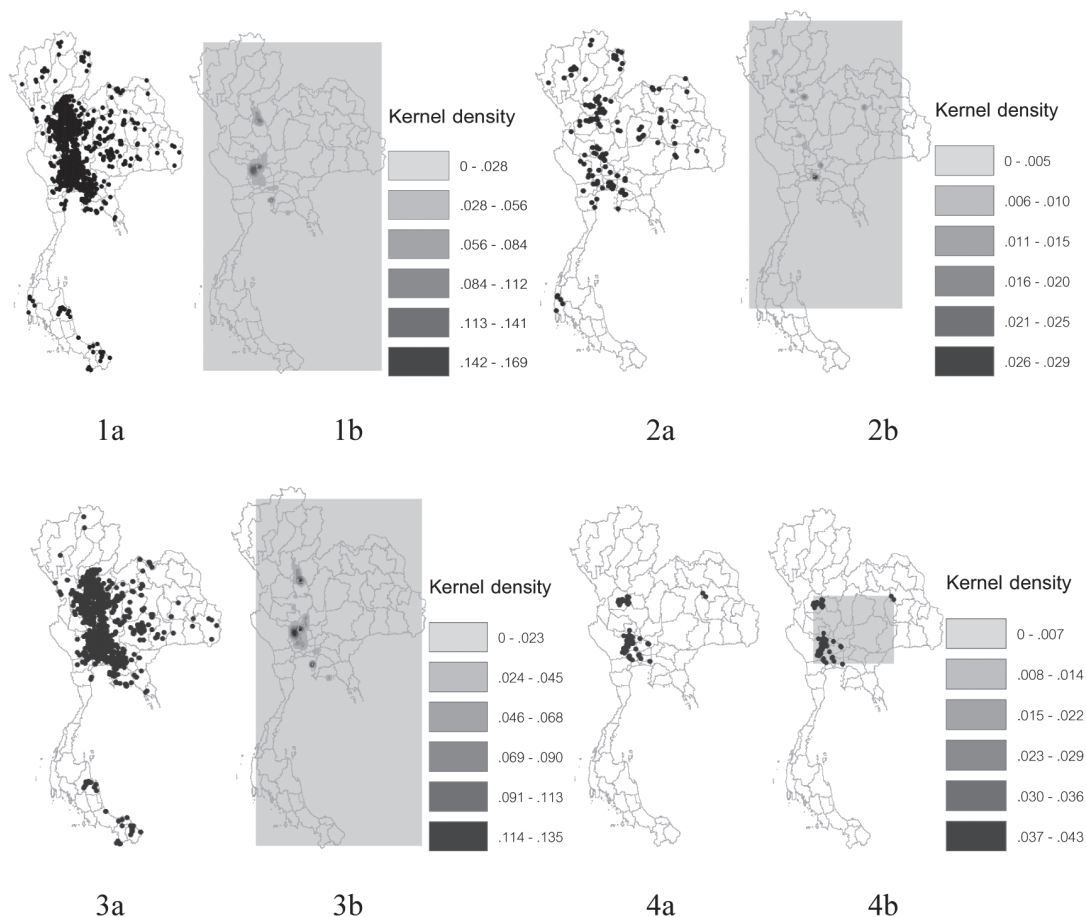 Kernel density
0 - .028
.028 - .056
.056 - .084
.084 - .112
.113 - .141
.142 - .169
Kernel density
0 - .005
.006 - .010
.011 - .015
.016 - .020
.021 - .025
.026 - .029
1a
1b
2a
2b
Kernel density
0 - .023
.024 - .045
.046 - .068
.069 - .090
.091 - .113
.114 - .135
Kernel density
0 - .007
.008 - .014
.015 - .022
.023 - .029
.030 - .036
.037 - .043
3a
3b
4a
4b